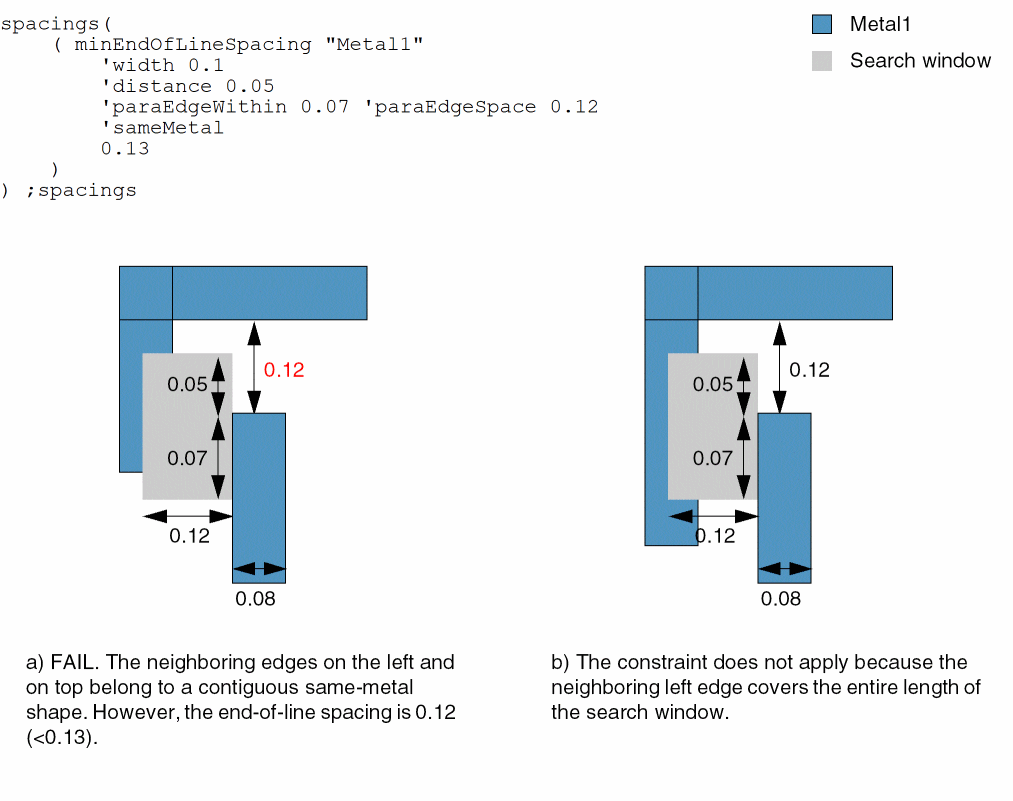 spacings(
( minEndOfLineSpacing "Metal1"
'width 0.1
'distance 0.05
'paraEdgeWithin 0.07 'paraEdgeSpace 0.12
'sameMetal
0.13
)
) ;spacings
Metal1
Search window
0.12
0.05
0.07
0.12
0.08
0.12
0.05
0.07
0.12
0.08
a) FAIL. The neighboring edges on the left and
on top belong to a contiguous same-metal
shape. However, the end-of-line spacing is 0.12
(<0.13).
b) The constraint does not apply because the
neighboring left edge covers the entire length of
the search window.